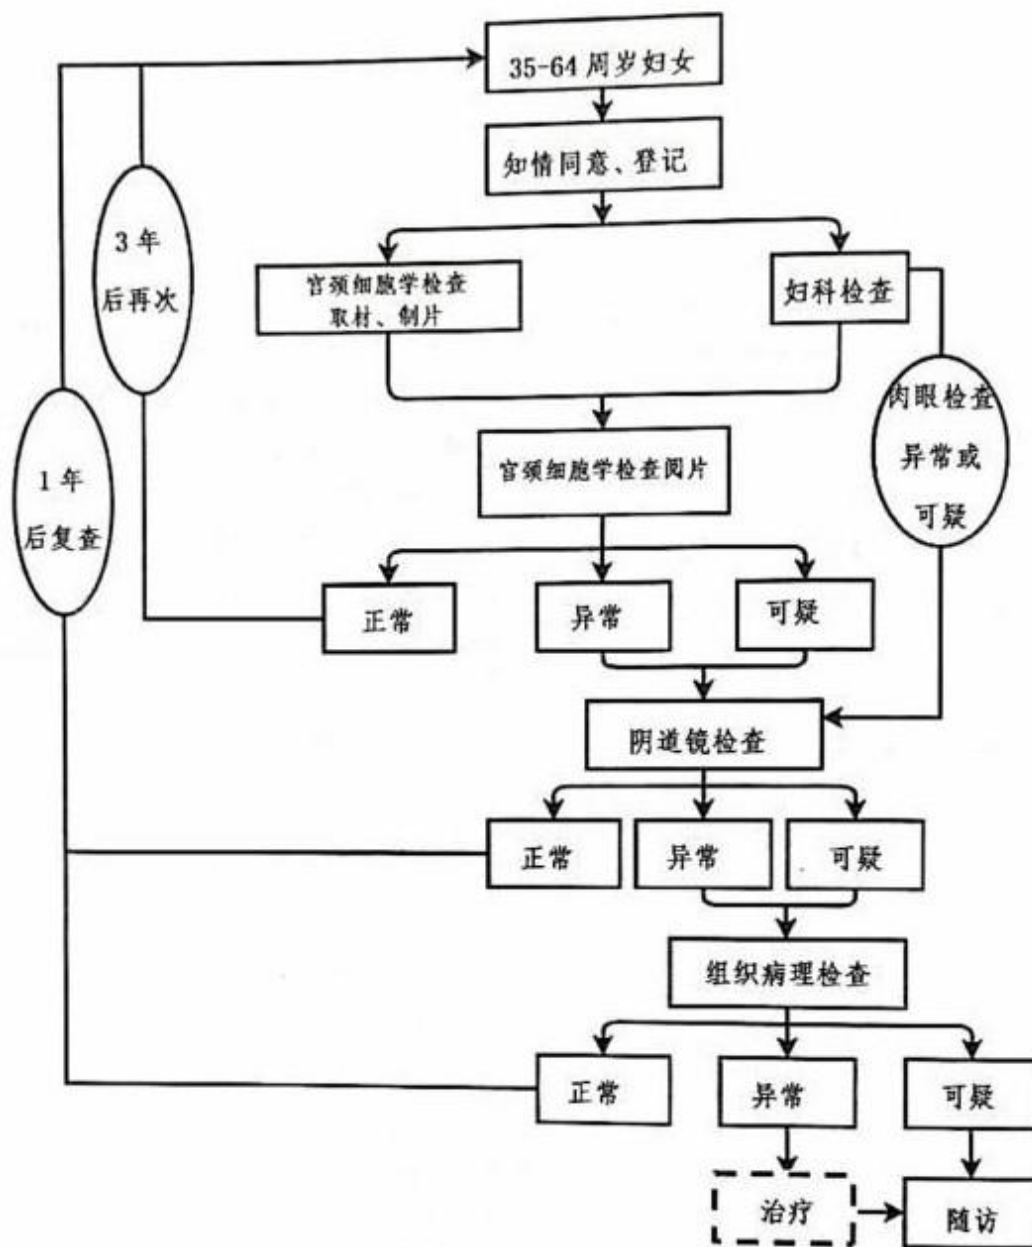 35-64 周岁妇女
知情同意、登记
3 年
后再次
宫颈细胞学检查
取材、制片
妇科检查
肉眼检查
异常或
可疑
1 年
后复查
宫颈细胞学检查阅片
正常
异常
可疑
阴道镜检查
正常
异常
可疑
组织病理检查
正常
异常
可疑
治疗
随访